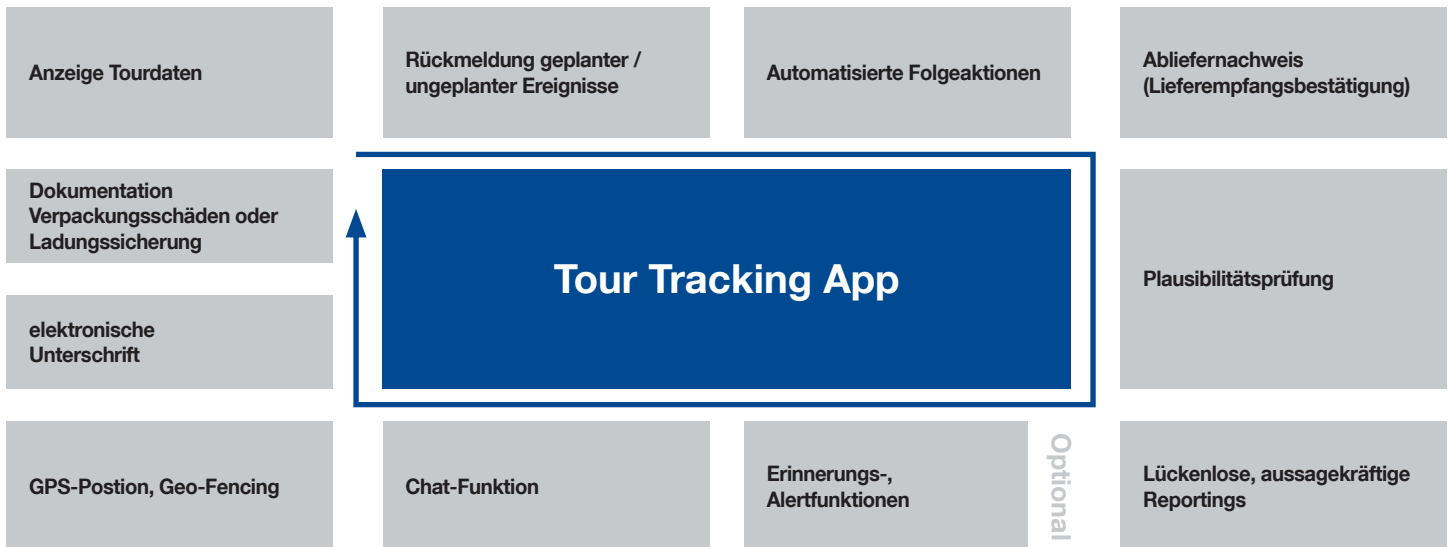 Anzeige Tourdaten
Rückmeldung geplanter /
ungeplanter Ereignisse
Automatisierte Folgeaktionen
Abliefernachweis
(Lieferempfangsbestätigung)
Dokumentation
Verpackungsschäden oder
Ladungssicherung
Tour Tracking App
Plausibilitätsprüfung
elektronische
Unterschrift
GPS-Postion, Geo-Fencing
Chat-Funktion
Erinnerungs-,
Alertfunktionen
Optional
Lückenlose, aussagekräftige
Reportings